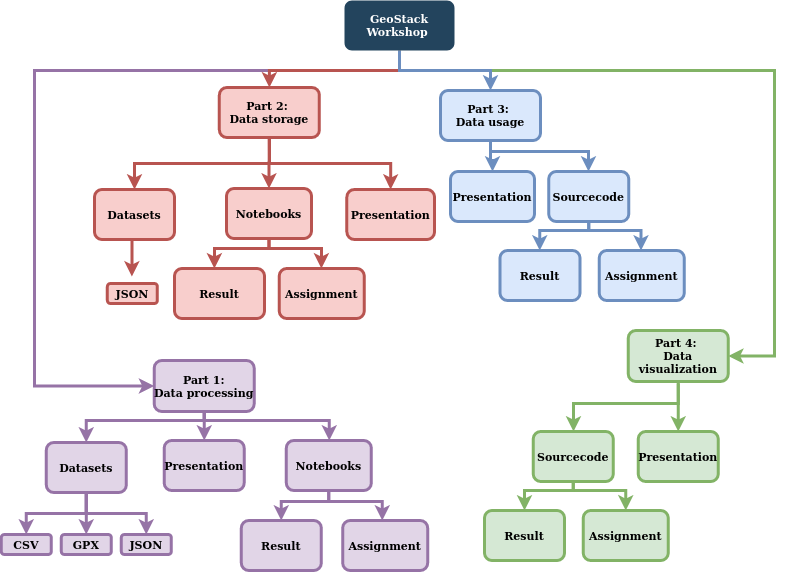 GeoStack
Workshop
Part 2:
Data storage
Part 3:
Data usage
Datasets
Notebooks
Presentation
Presentation
Sourcecode
JSON
Result
Assignment
Result
Assignment
Part 1:
Data processing
Part 4:
Data
visualization
Datasets
Presentation
Notebooks
Sourcecode
Presentation
CSV
GPX
JSON
Result
Assignment
Result
Assignment